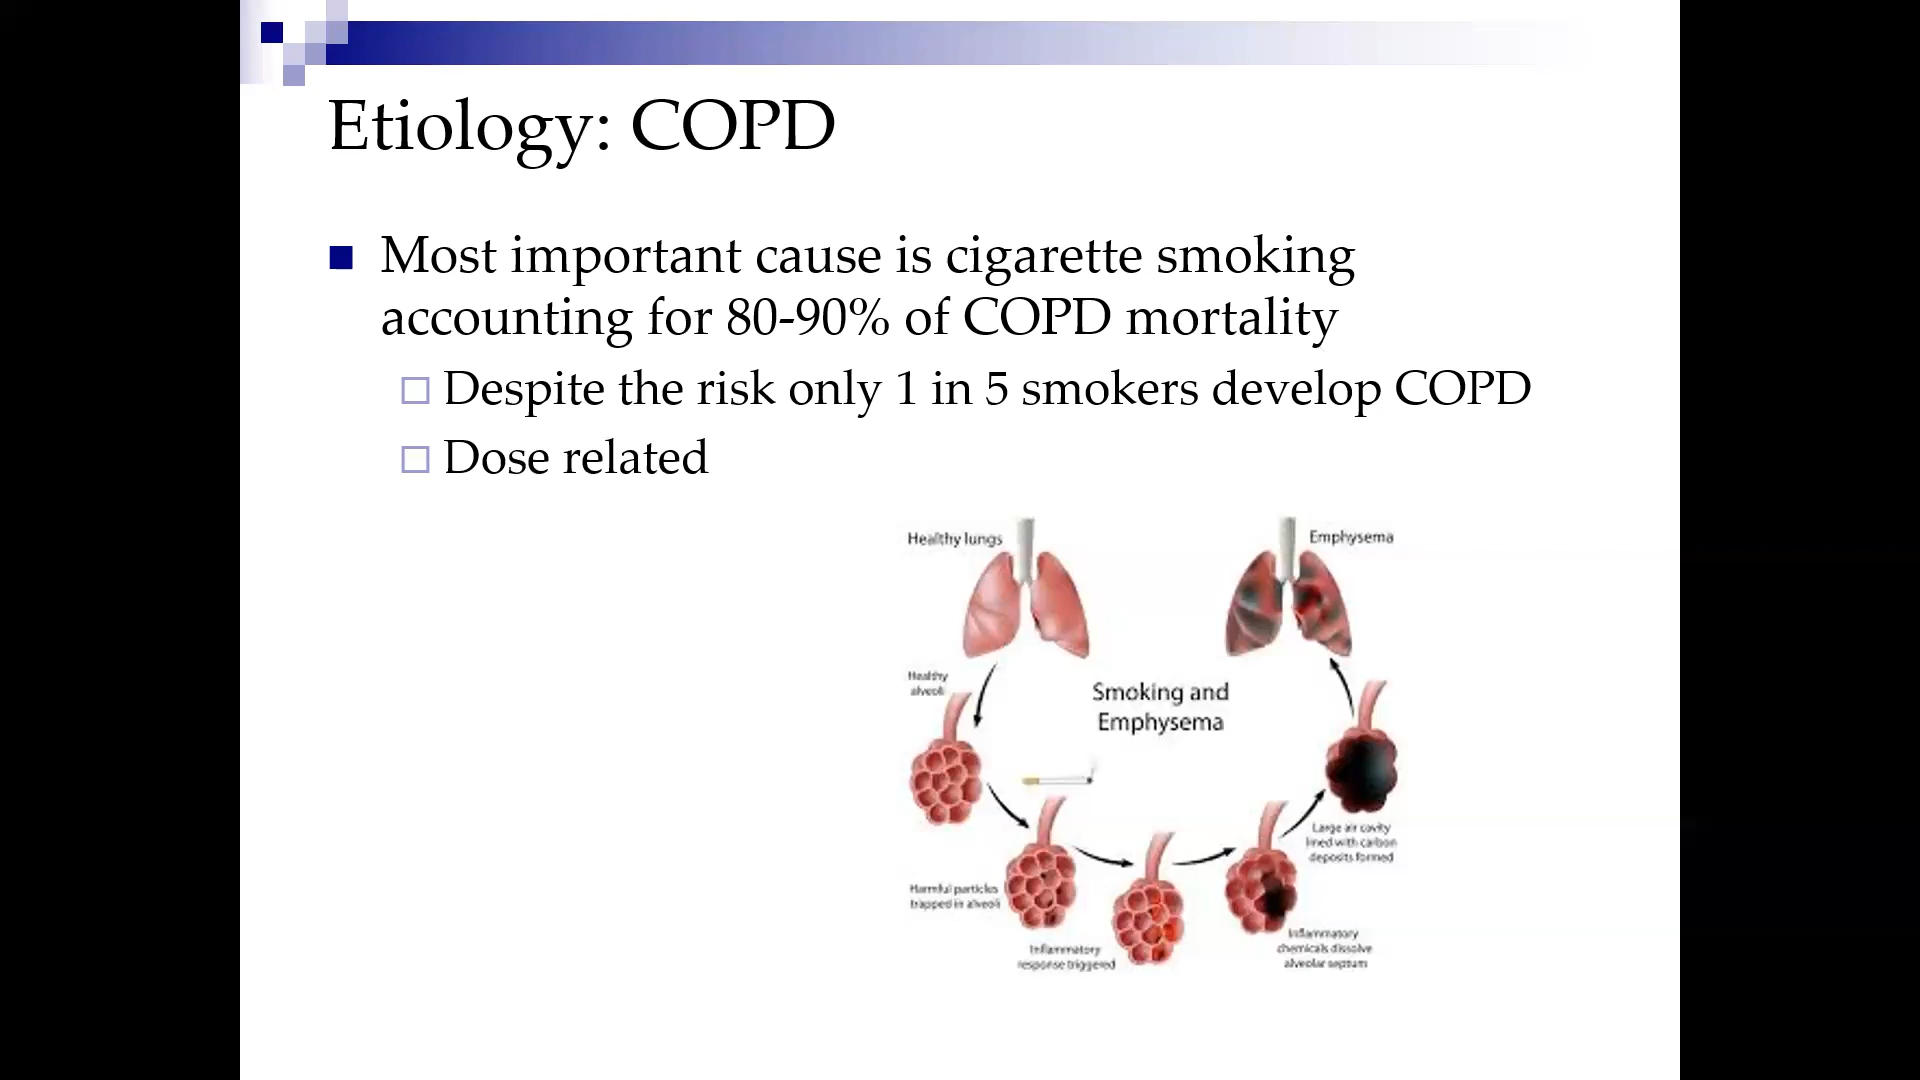 Etiology: COPD
Most important cause is cigarette smoking
accounting for 80-90% of COPD mortality
Despite the risk only 1 in 5 smokers develop COPD
Dose related
Healthy lungs
Emphysema
Healthy
alveoli
Smoking and
Emphysema
Large air cavity
lined with carbon
deposits formed
Harmful particles
trapped in alveoli
Inflammatory
response triggered
Inflammatory
chemicals dissolve
alveolar septum